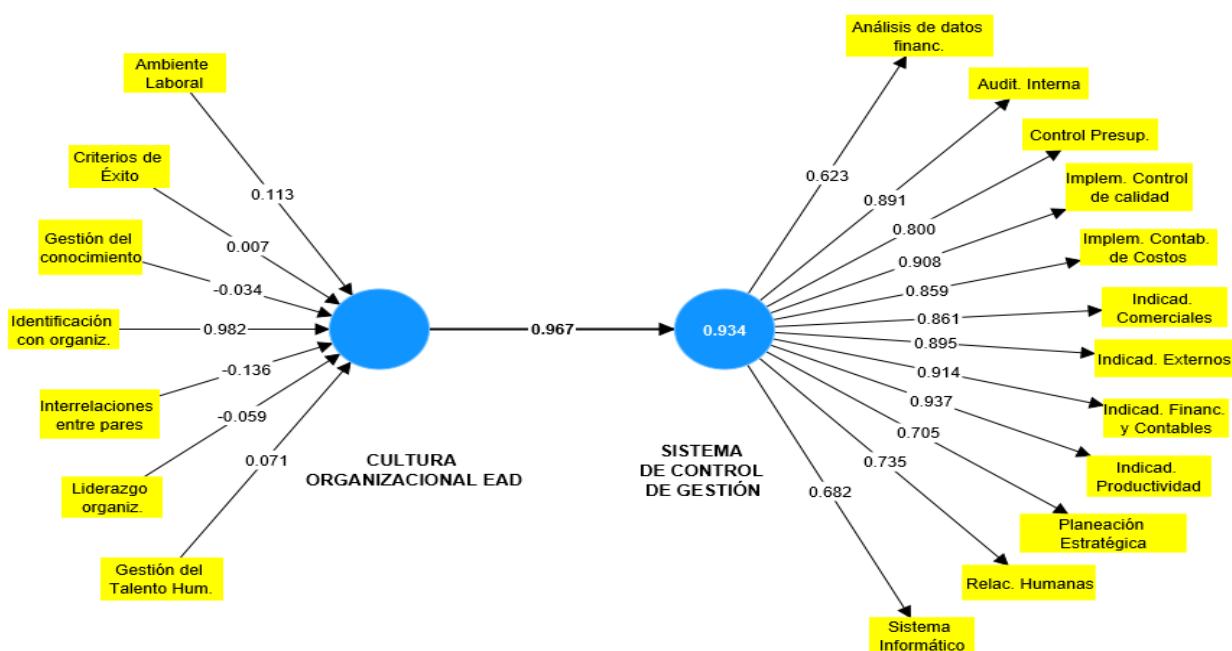 Ambiente
Laboral
Criterios de
Éxito
Gestión del
conocimiento
Identificación
con organiz.
Interrelaciones
entre pares
Liderazgo
organiz.
Gestión del
Talento Hum.
0.113
0.007
-0.034
0.982
-0.136
-0.059
0.071
CULTURA
ORGANIZACIONAL EAD
0.967
0.934
SISTEMA
DE CONTROL
DE GESTIÓN
0.623
0.891
0.800
0.908
0.859
0.861
0.895
0.914
0.937
0.705
0.735
0.682
Análisis de datos
financ.
Audit. Interna
Control Presup.
Implem. Control
de calidad
Implem. Contab.
de Costos
Indicad.
Comerciales
Indicad. Externos
Indicad. Financ.
y Contables
Indicad.
Productividad
Planeación
Estratégica
Relac. Humanas
Sistema
Informático